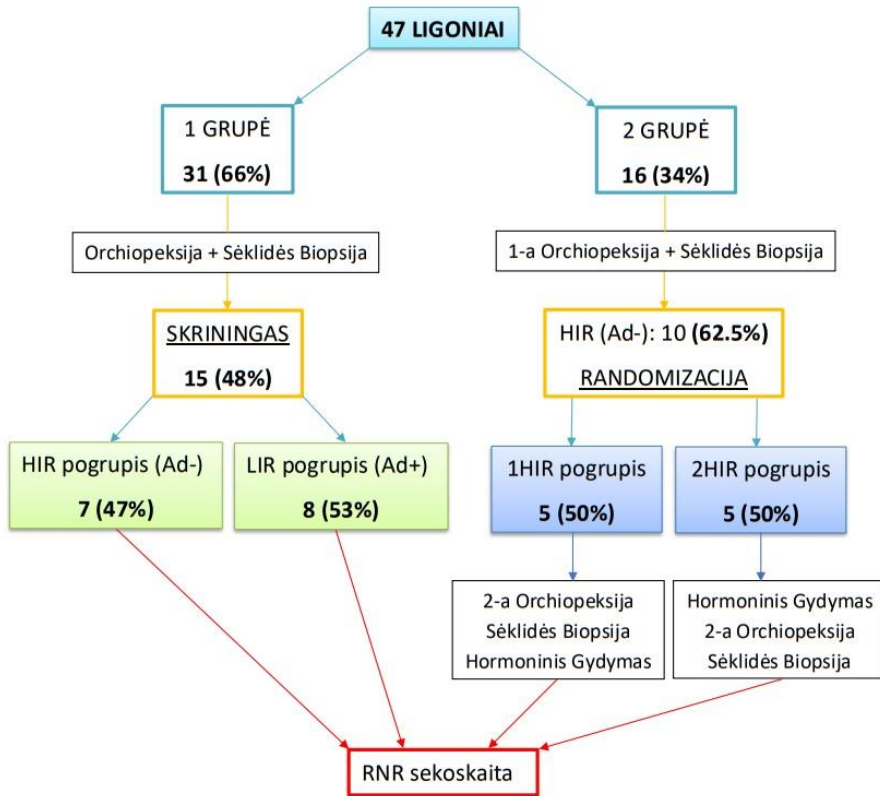 47 LIGONIAI
1 GRUPĖ
31 (66%)
2 GRUPĖ
16 (34%)
Orchiopeksija + Sėklidės Biopsija
1-a Orchiopeksija + Sėklidės Biopsija
SKRININGAS
15 (48%)
HIR (Ad-): 10 (62.5%)
RANDOMIZACIJA
HIR pogrupis (Ad-)
7 (47%)
LIR pogrupis (Ad+)
8 (53%)
1HIR pogrupis
5 (50%)
2HIR pogrupis
5 (50%)
2-a Orchiopeksija
Sėklidės Biopsija
Hormoninis Gydymas
Hormoninis Gydymas
2-a Orchiopeksija
Sėklidės Biopsija
RNR sekoskaita